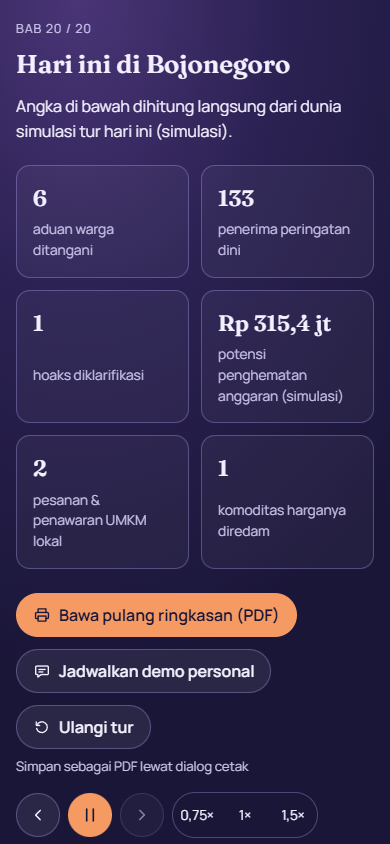 BAB 20 / 20
Hari ini di Bojonegoro
Angka di bawah dihitung langsung dari dunia
simulasi tur hari ini (simulasi).
6
aduan warga
ditangani
133
penerima peringatan
dini
1
hoaks diklarifikasi
Rp 315,4 jt
potensi
penghematan
anggaran (simulasi)
2
pesanan &
penawaran UMKM
lokal
1
komoditas harganya
diredam
Bawa pulang ringkasan (PDF)
Jadwalkan demo personal
Ulangi tur
Simpan sebagai PDF lewat dialog cetak
0,75× 1× 1,5×